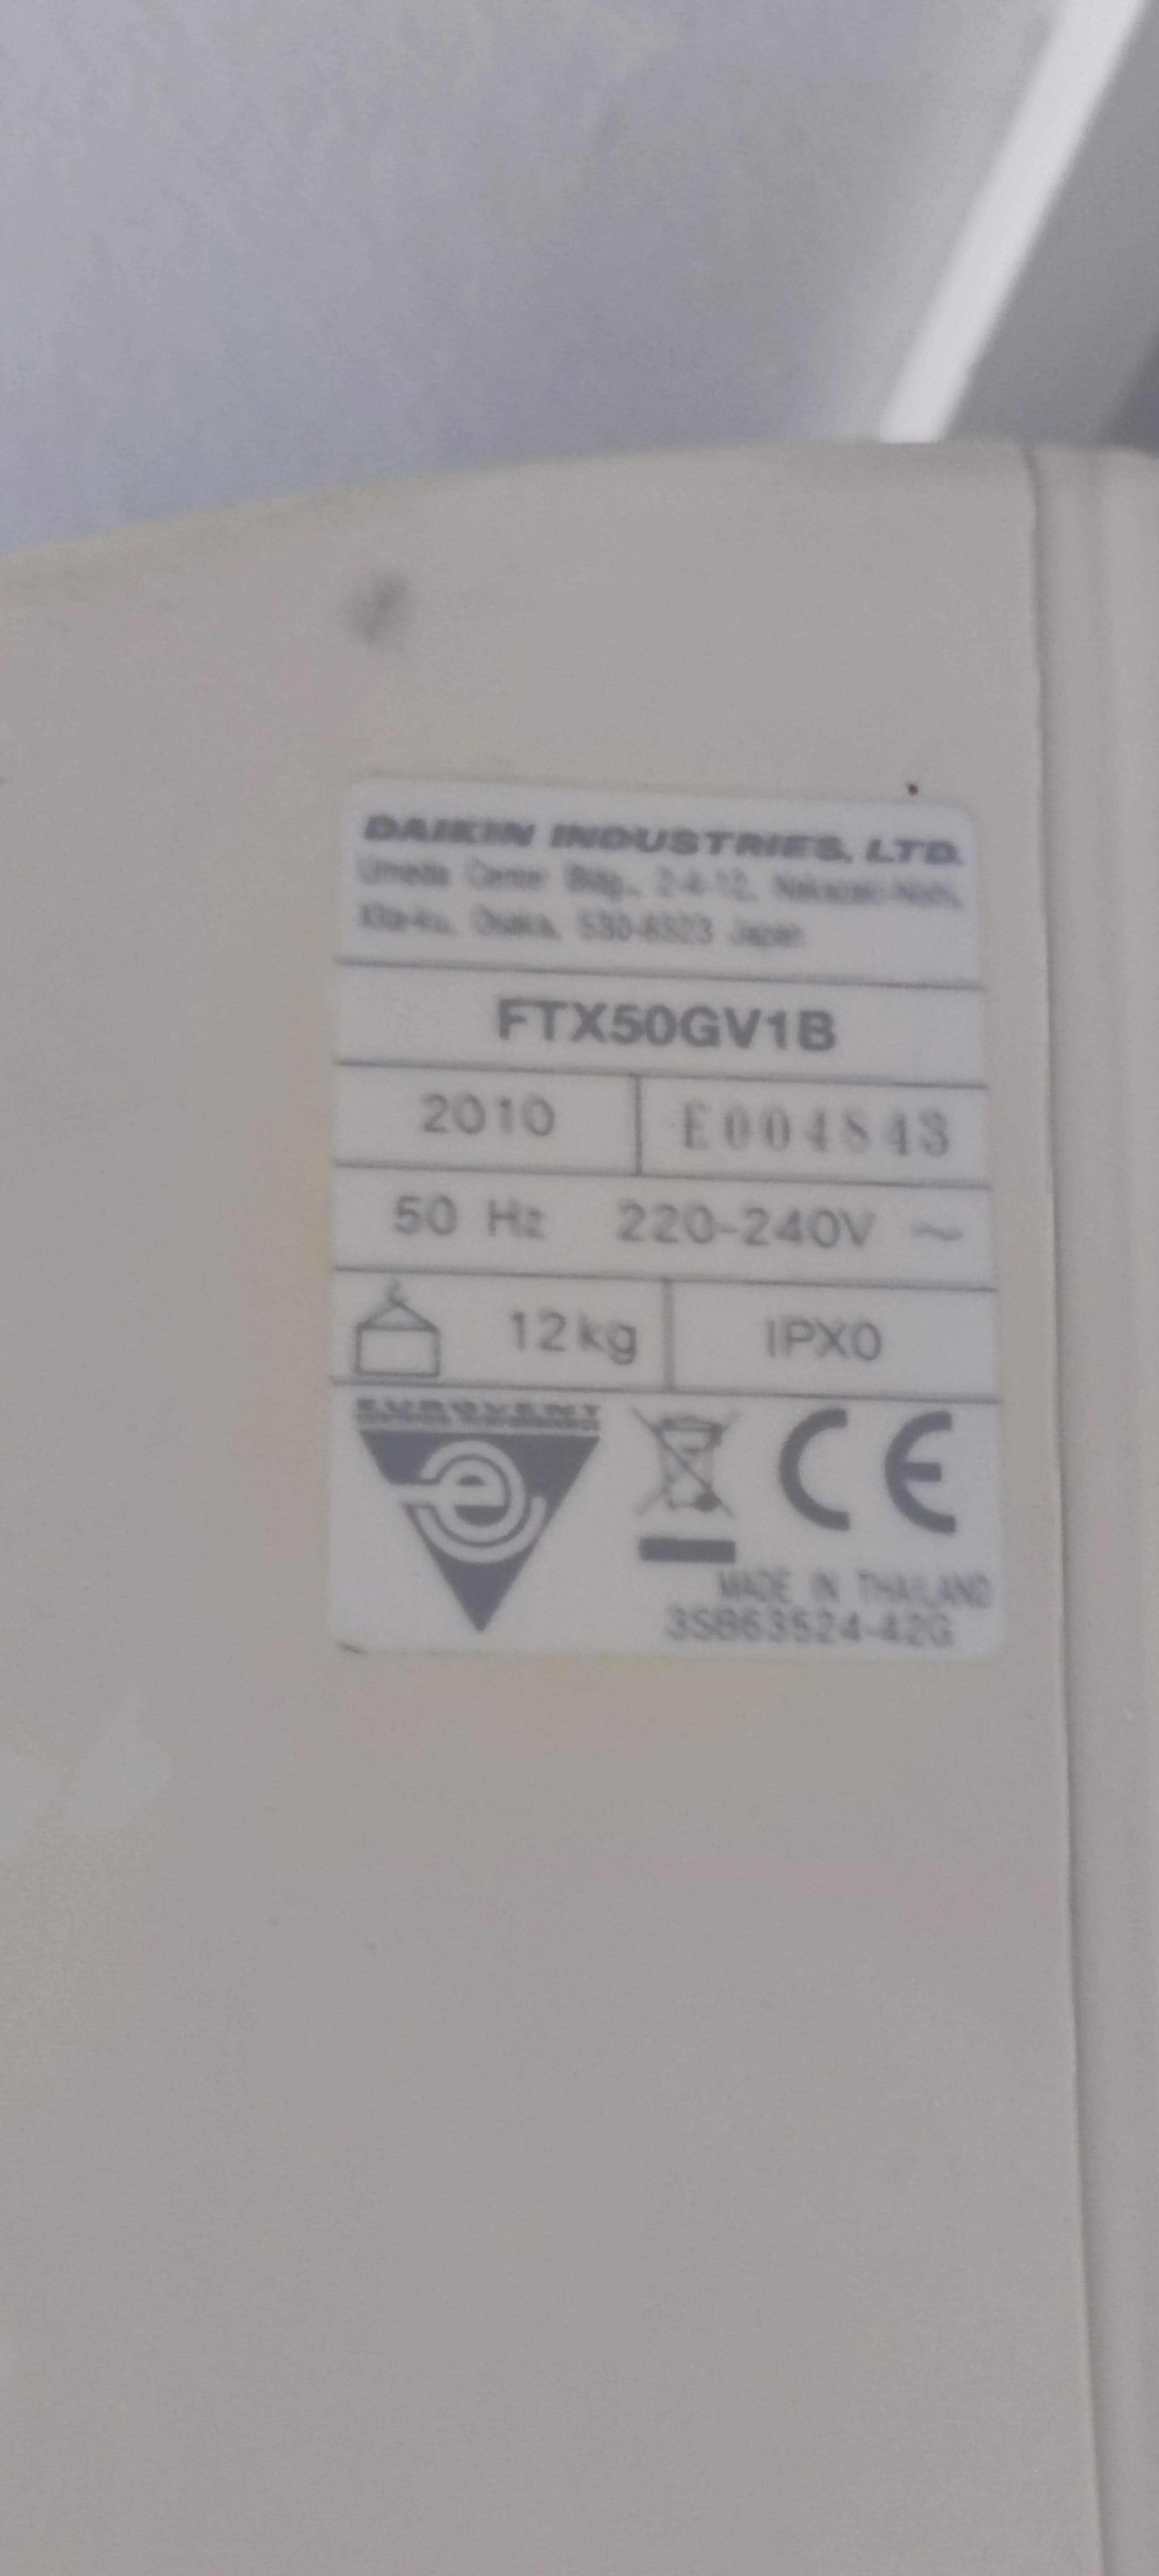 DAIKIN INDUSTRIES, LTD.
Umeda Center Bldg., 2-4-12, Nakazaki-Nishi,
Kita-ku, Osaka, 530-8323 Japan
FTX50GV1B
2010 E004843
50 Hz 220-240V ~
12kg IPX0
EUROVENT
CE
MADE IN THAILAND
3SB63524-42G